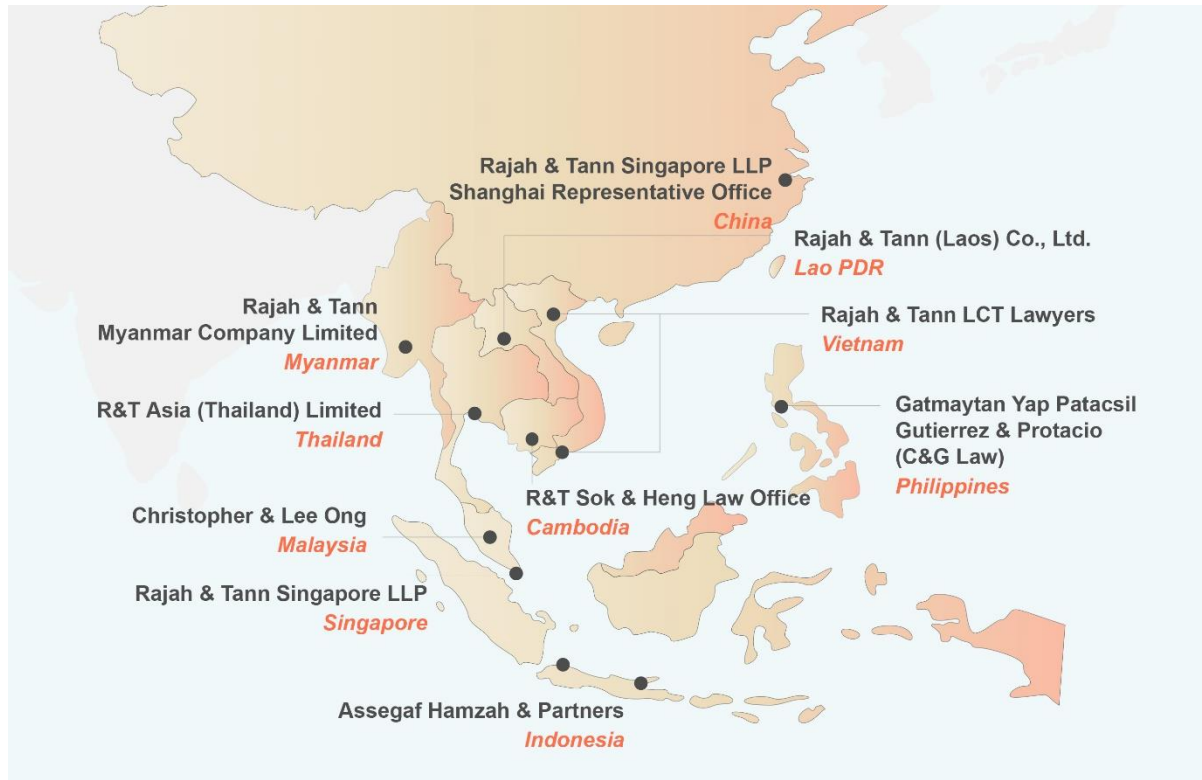 Rajah & Tann Singapore LLP
Shanghai Representative Office
China
Rajah & Tann (Laos) Co., Ltd.
Lao PDR
Rajah & Tann
Myanmar Company Limited
Myanmar
Rajah & Tann LCT Lawyers
Vietnam
R&T Asia (Thailand) Limited
Thailand
Gatmaytan Yap Patacsil
Gutierrez & Protacio
(C&G Law)
Philippines
R&T Sok & Heng Law Office
Cambodia
Christopher & Lee Ong
Malaysia
Rajah & Tann Singapore LLP
Singapore
Assegaf Hamzah & Partners
Indonesia